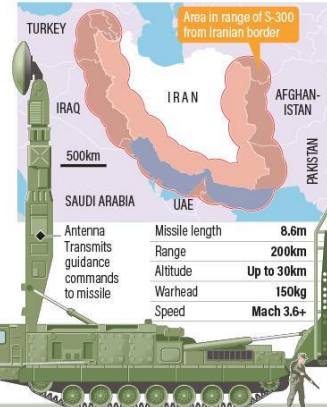 TURKEY
Area in range of S-300
from Iranian border
IRAN
IRAQ
AFGHAN-
ISTAN
PAKISTAN
500km
SAUDI ARABIA
UAE
Antenna
Transmits
guidance
commands
to missile
Missile length 8.6m
Range 200km
Altitude Up to 30km
Warhead 150kg
Speed Mach 3.6+